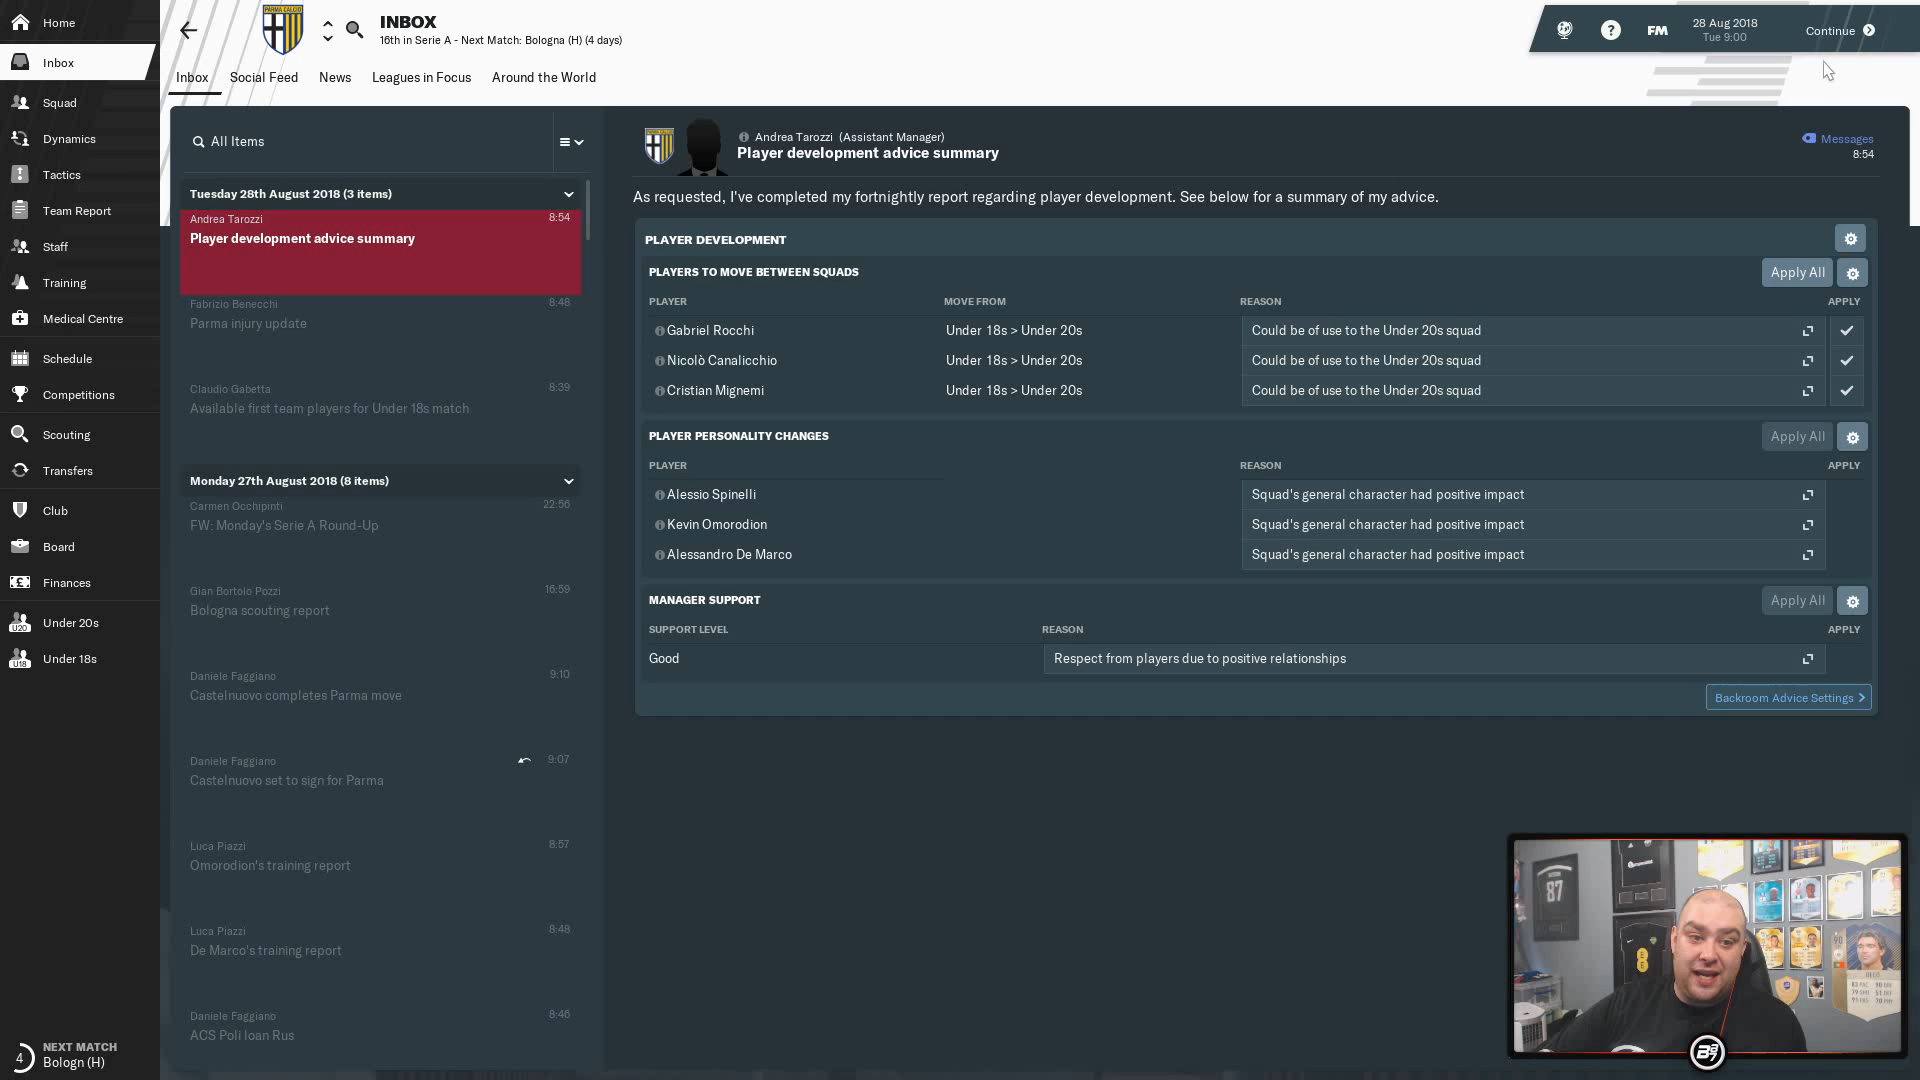 Home
Inbox
Squad
Dynamics
Tactics
Team Report
Staff
Training
Medical Centre
Schedule
Competitions
Scouting
Transfers
Club
Board
Finances
U20
Under 20s
U18
Under 18s
4
NEXT MATCH
Bologn (H)
PARMA CALCIO
INBOX
16th in Serie A - Next Match: Bologna (H) (4 days)
?
FM
28 Aug 2018
Tue 9:00
Continue
Inbox
Social Feed
News
Leagues in Focus
Around the World
All Items
Tuesday 28th August 2018 (3 items)
Andrea Tarozzi
8:54
Player development advice summary
Fabrizio Benecchi
8:48
Parma injury update
Claudio Gabetta
8:39
Available first team players for Under 18s match
Monday 27th August 2018 (8 items)
Carmen Occhipinti
22:56
FW: Monday's Serie A Round-Up
Gian Bortolo Pozzi
16:59
Bologna scouting report
Daniele Faggiano
9:10
Castelnuovo completes Parma move
Daniele Faggiano
9:07
Castelnuovo set to sign for Parma
Luca Piazzi
8:57
Omorodion's training report
Luca Piazzi
8:48
De Marco's training report
Daniele Faggiano
8:46
ACS Poli loan Rus
Andrea Tarozzi (Assistant Manager)
Player development advice summary
Messages
8:54
As requested, I've completed my fortnightly report regarding player development. See below for a summary of my advice.
PLAYER DEVELOPMENT
PLAYERS TO MOVE BETWEEN SQUADS
Apply All
PLAYER
MOVE FROM
REASON
APPLY
Gabriel Rocchi
Under 18s > Under 20s
Could be of use to the Under 20s squad
Nicolò Canalicchio
Under 18s > Under 20s
Could be of use to the Under 20s squad
Cristian Mignemi
Under 18s > Under 20s
Could be of use to the Under 20s squad
PLAYER PERSONALITY CHANGES
Apply All
PLAYER
REASON
APPLY
Alessio Spinelli
Squad's general character had positive impact
Kevin Omorodion
Squad's general character had positive impact
Alessandro De Marco
Squad's general character had positive impact
MANAGER SUPPORT
Apply All
SUPPORT LEVEL
REASON
APPLY
Good
Respect from players due to positive relationships
Backroom Advice Settings
87
90